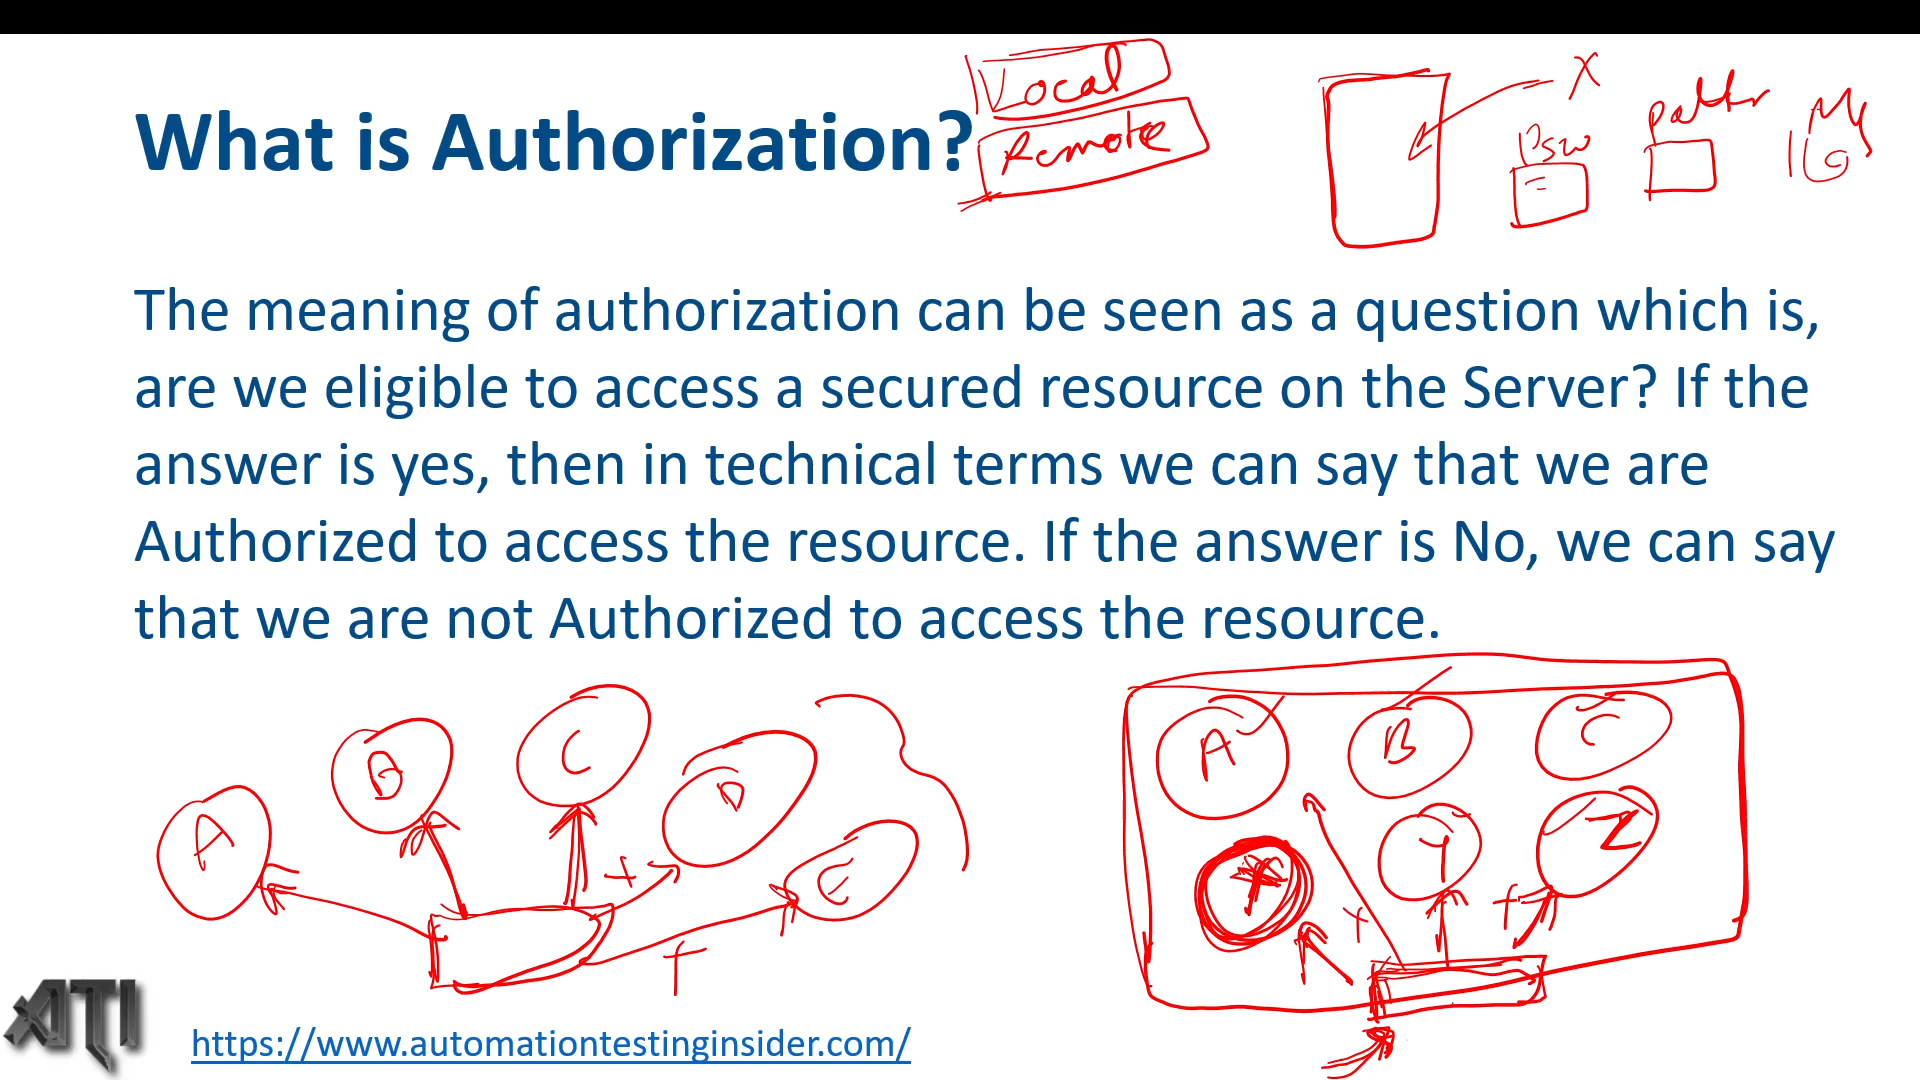 Local
Remote
X
Psw
What is Authorization?
The meaning of authorization can be seen as a question which is,
are we eligible to access a secured resource on the Server? If the
answer is yes, then in technical terms we can say that we are
Authorized to access the resource. If the answer is No, we can say
that we are not Authorized to access the resource.
A B C D E
A B C
Y Z
ATI
https://www.automationtestinginsider.com/